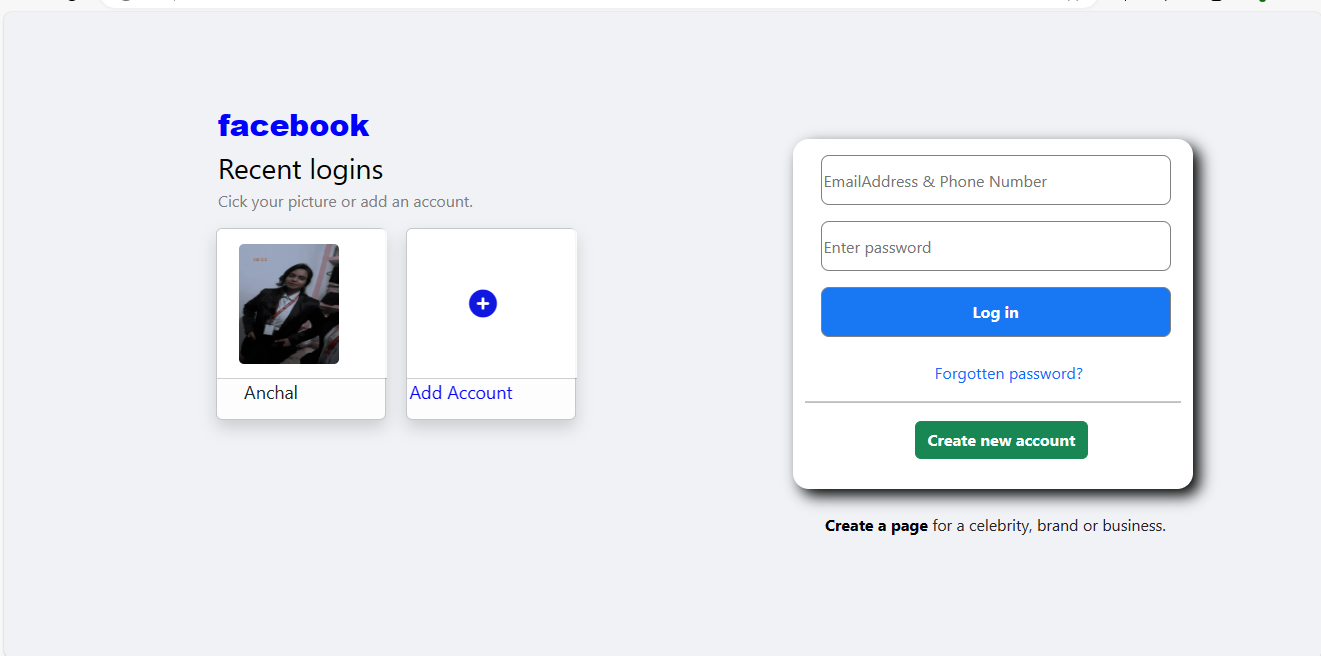 facebook
Recent logins
Cick your picture or add an account.
Anchal
Add Account
EmailAddress & Phone Number
Enter password
Log in
Forgotten password?
Create new account
Create a page for a celebrity, brand or business.